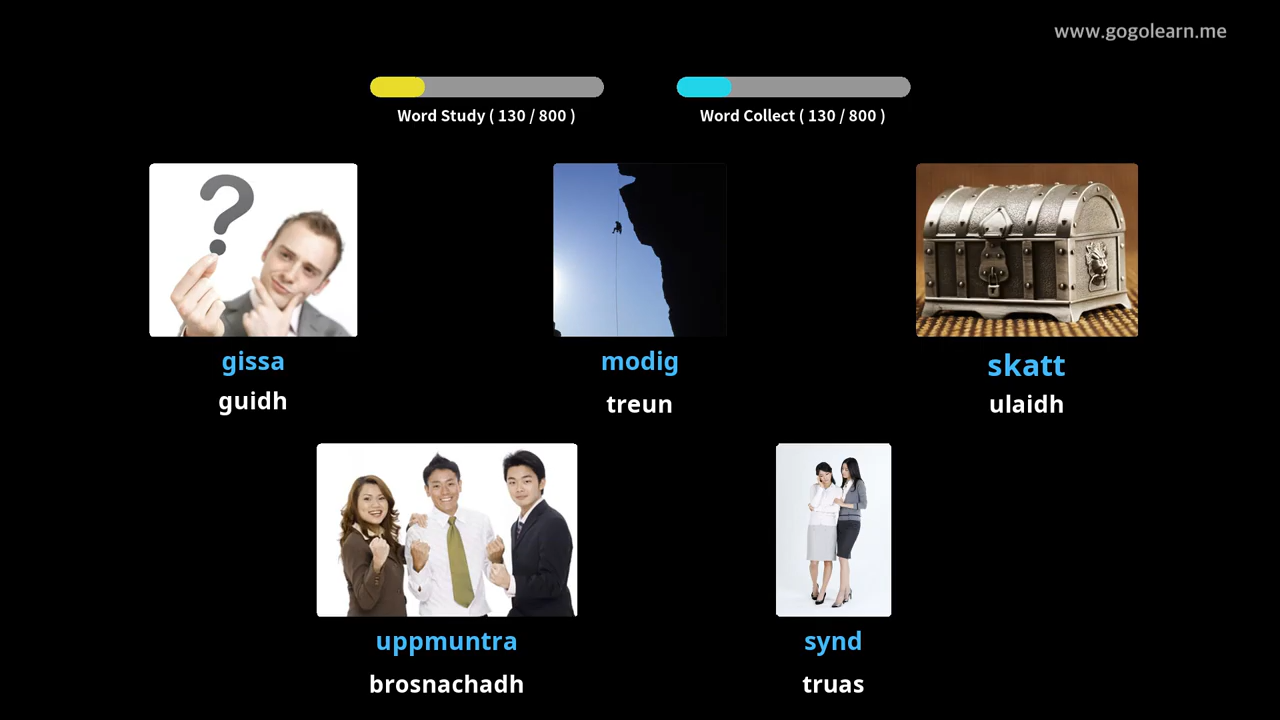 www.gogolearn.me
Word Study ( 130 / 800 )
Word Collect ( 130 / 800 )
gissa
guidh
modig
treun
skatt
ulaidh
uppmuntra
brosnachadh
synd
truas